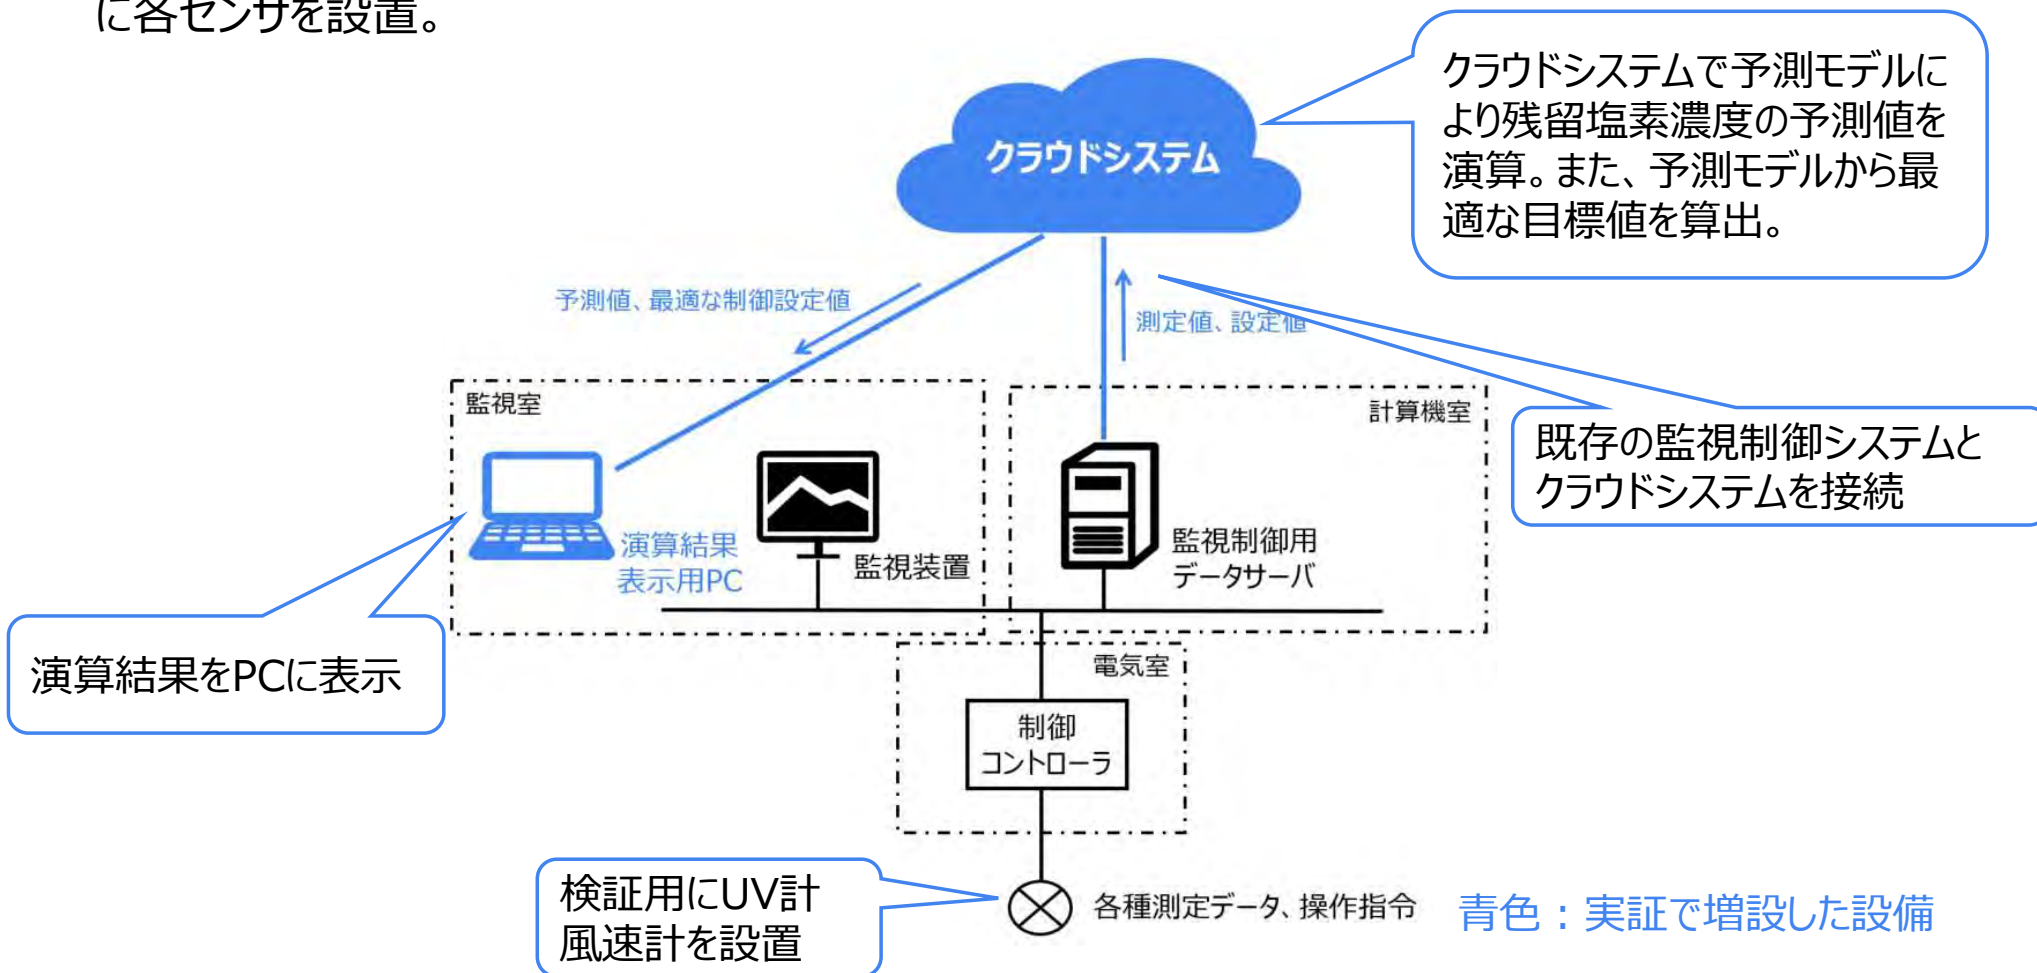 に各センサを設置。
クラウドシステムで予測モデルに
より残留塩素濃度の予測値を
演算。また、予測モデルから最
適な目標値を算出。
クラウドシステム
予測値、最適な制御設定値
測定値、設定値
監視室
計算機室
既存の監視制御システムと
クラウドシステムを接続
演算結果
表示用PC
監視装置
監視制御用
データサーバ
演算結果をPCに表示
電気室
制御
コントローラ
検証用にUV計
風速計を設置
各種測定データ、操作指令
青色：実証で増設した設備